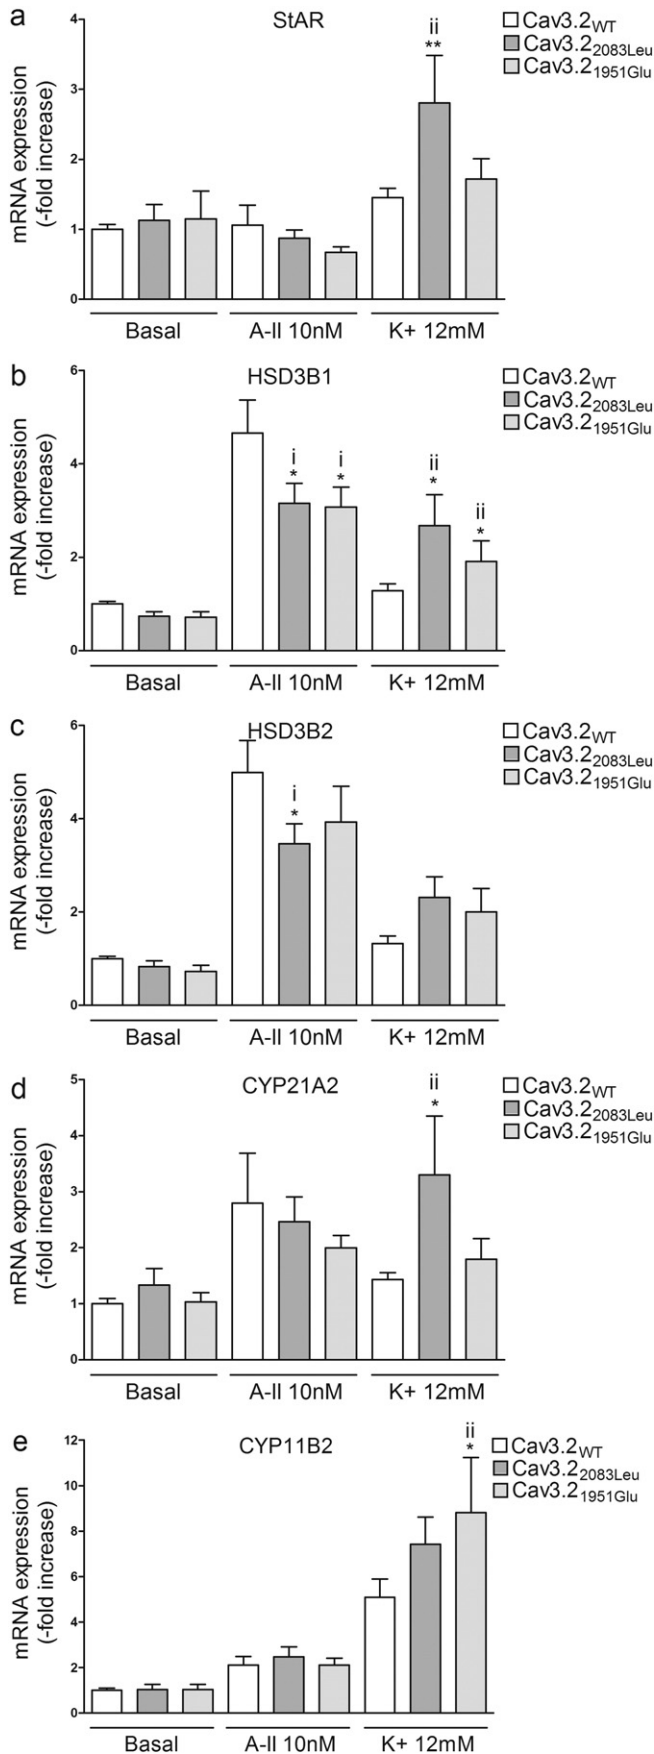 a
StAR
Cav3.2WT
Cav3.22083Leu
Cav3.21951Glu
mRNA expression
(-fold increase)
4
3
2
1
0
ii
**
Basal
A-II 10nM
K+ 12mM
b
HSD3B1
Cav3.2WT
Cav3.22083Leu
Cav3.21951Glu
mRNA expression
(-fold increase)
6
4
2
0
i
*
i
*
ii
*
ii
*
Basal
A-II 10nM
K+ 12mM
c
HSD3B2
Cav3.2WT
Cav3.22083Leu
Cav3.21951Glu
mRNA expression
(-fold increase)
6
4
2
0
i
*
Basal
A-II 10nM
K+ 12mM
d
CYP21A2
Cav3.2WT
Cav3.22083Leu
Cav3.21951Glu
mRNA expression
(-fold increase)
5
4
3
2
1
0
ii
*
Basal
A-II 10nM
K+ 12mM
e
CYP11B2
Cav3.2WT
Cav3.22083Leu
Cav3.21951Glu
mRNA expression
(-fold increase)
12
10
8
6
4
2
0
ii
*
Basal
A-II 10nM
K+ 12mM